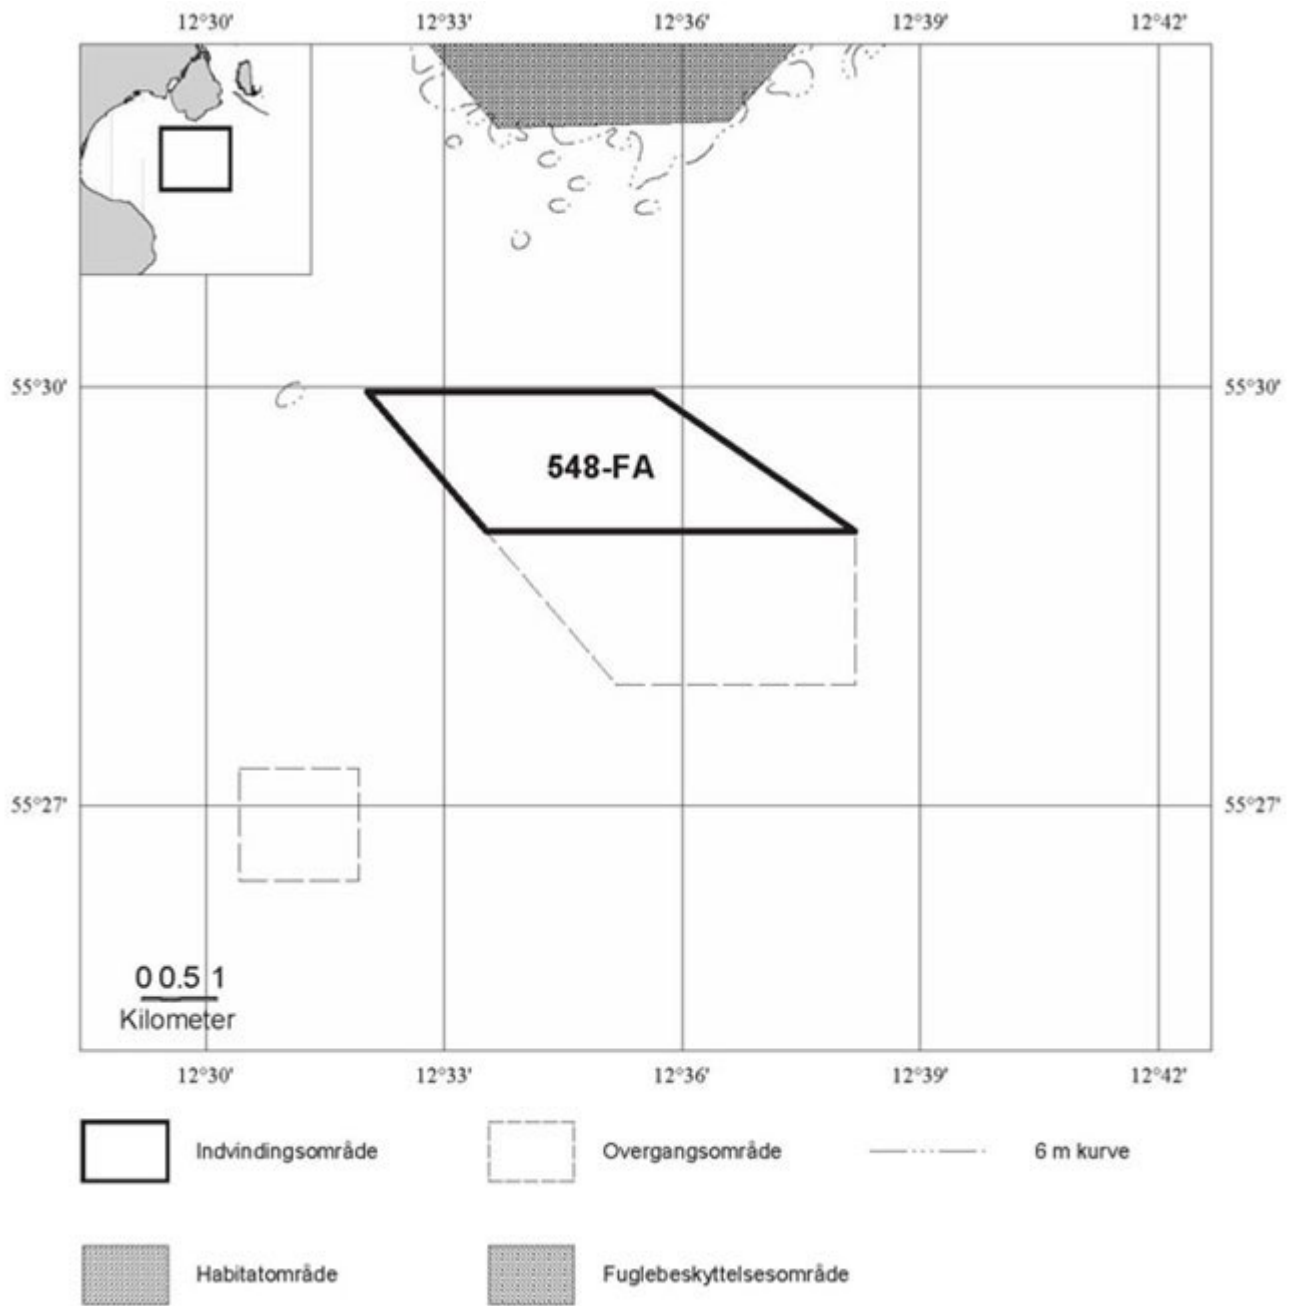 12°30' 12°33' 12°36' 12°39' 12°42'
55°30' 55°30'
548-FA
55°27' 55°27'
0 0.5 1
Kilometer
12°30' 12°33' 12°36' 12°39' 12°42'
Indvindingsområde Overgangsområde 6 m kurve
Habitatområde Fuglebeskyttelsesområde